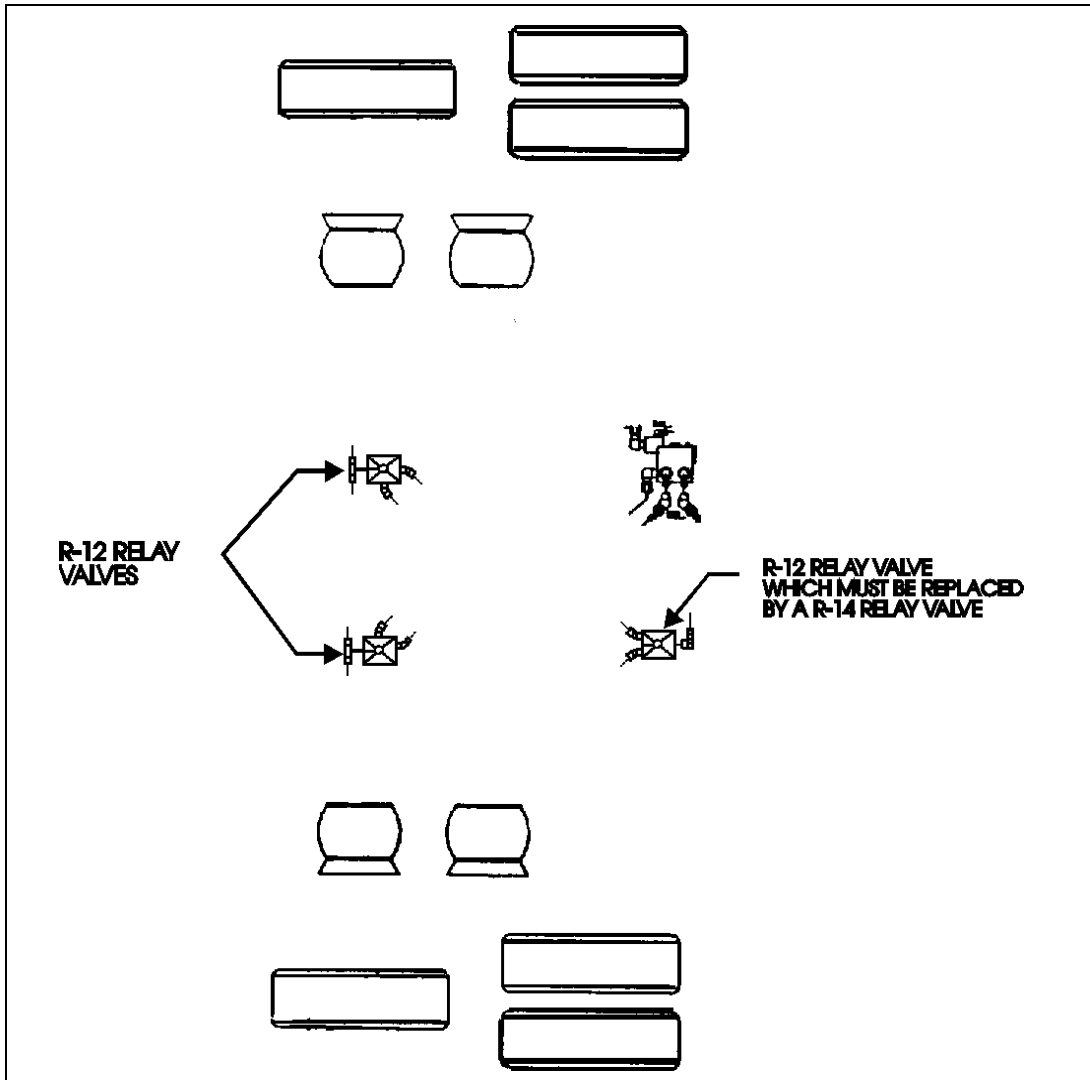 R-12 RELAY
VALVES
R-12 RELAY VALVE
WHICH MUST BE REPLACED
BY A R-14 RELAY VALVE